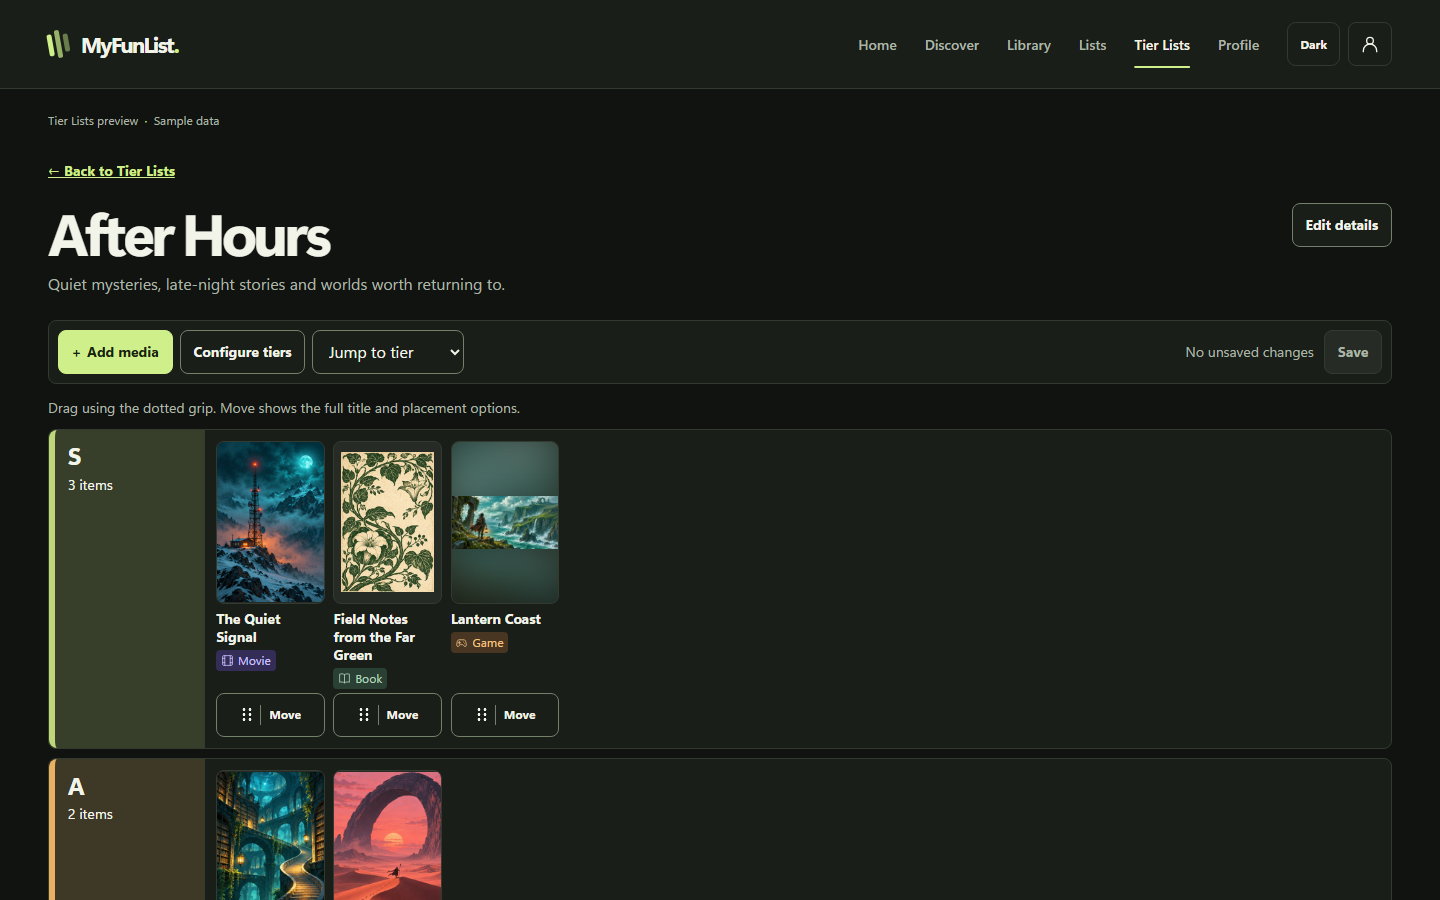 MyFunList.
Home
Discover
Library
Lists
Tier Lists
Profile
Dark
Tier Lists preview · Sample data
← Back to Tier Lists
After Hours
Edit details
Quiet mysteries, late-night stories and worlds worth returning to.
+ Add media
Configure tiers
Jump to tier
No unsaved changes
Save
Drag using the dotted grip. Move shows the full title and placement options.
S
3 items
The Quiet
Signal
Movie
Move
Field Notes
from the Far
Green
Book
Move
Lantern Coast
Game
Move
A
2 items